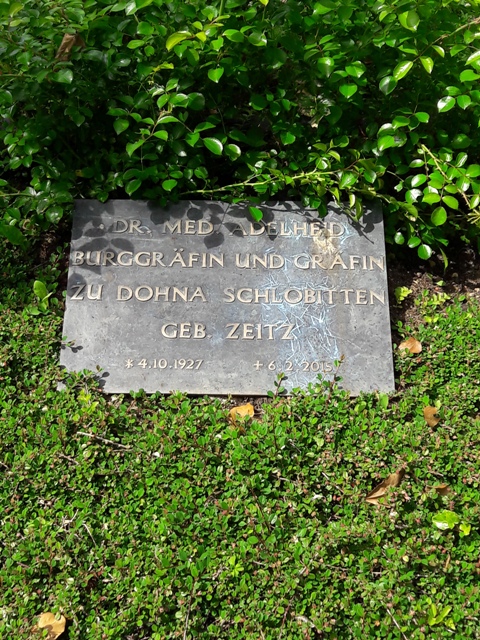 DR. MED. ADELHEID
BURGGRÄFIN UND GRÄFIN
ZU DOHNA SCHLOBITTEN
GEB. ZEITZ
* 4.10.1927 + 6.2.2015